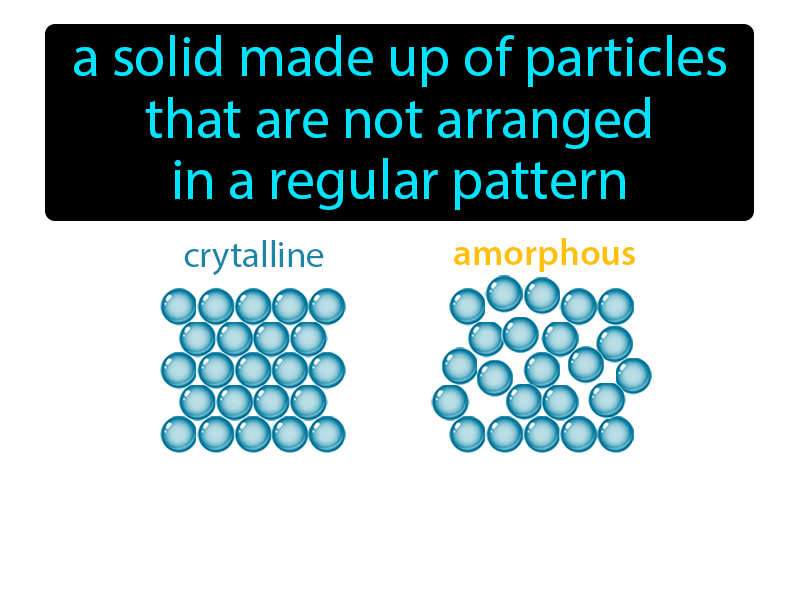 a solid made up of particles
that are not arranged
in a regular pattern
crytalline
amorphous